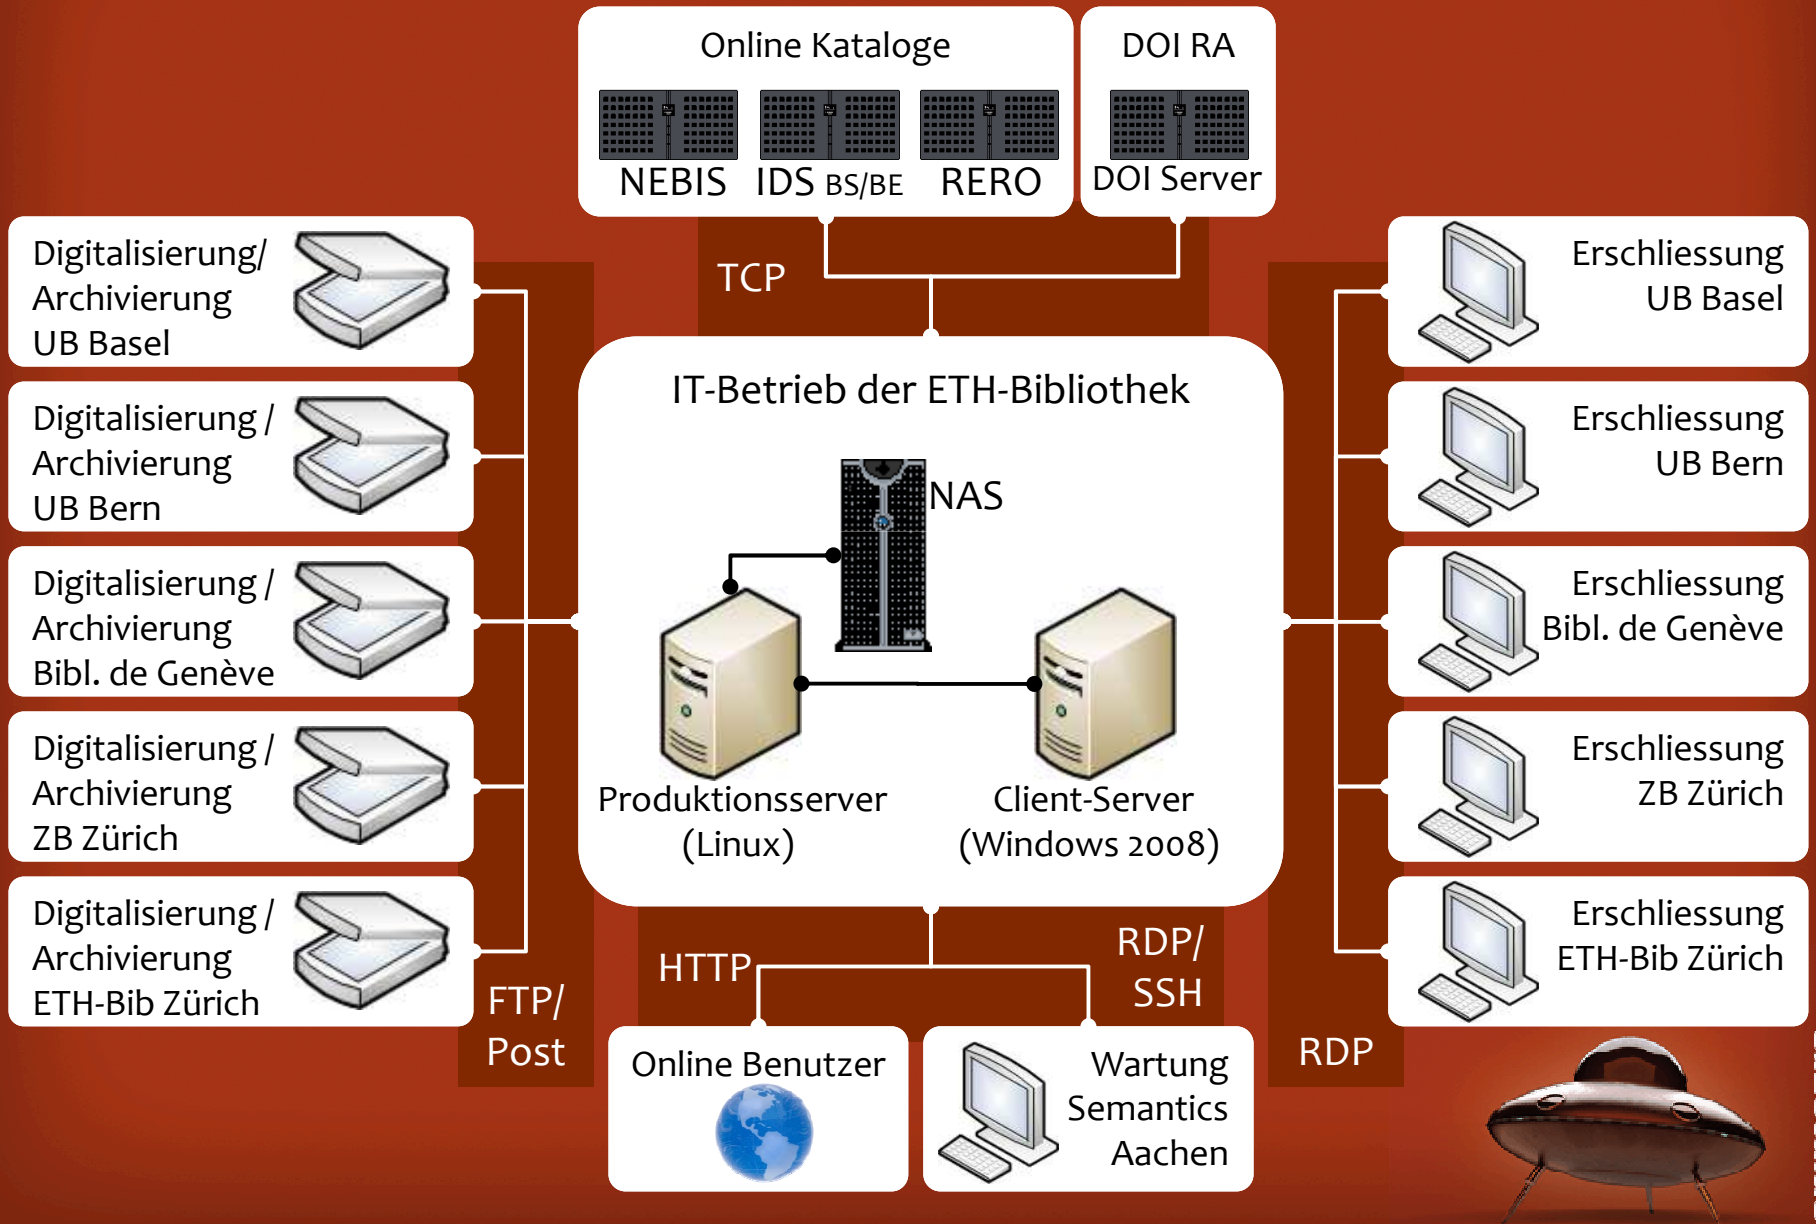 Online Kataloge
NEBIS
IDS BS/BE
RERO
DOI RA
DOI Server
TCP
Digitalisierung/
Archivierung
UB Basel
Digitalisierung /
Archivierung
UB Bern
Digitalisierung /
Archivierung
Bibl. de Genève
Digitalisierung /
Archivierung
ZB Zürich
Digitalisierung /
Archivierung
ETH-Bib Zürich
FTP/
Post
IT-Betrieb der ETH-Bibliothek
NAS
Produktionsserver
(Linux)
Client-Server
(Windows 2008)
HTTP
RDP/
SSH
Online Benutzer
Wartung
Semantics
Aachen
Erschliessung
UB Basel
Erschliessung
UB Bern
Erschliessung
Bibl. de Genève
Erschliessung
ZB Zürich
Erschliessung
ETH-Bib Zürich
RDP